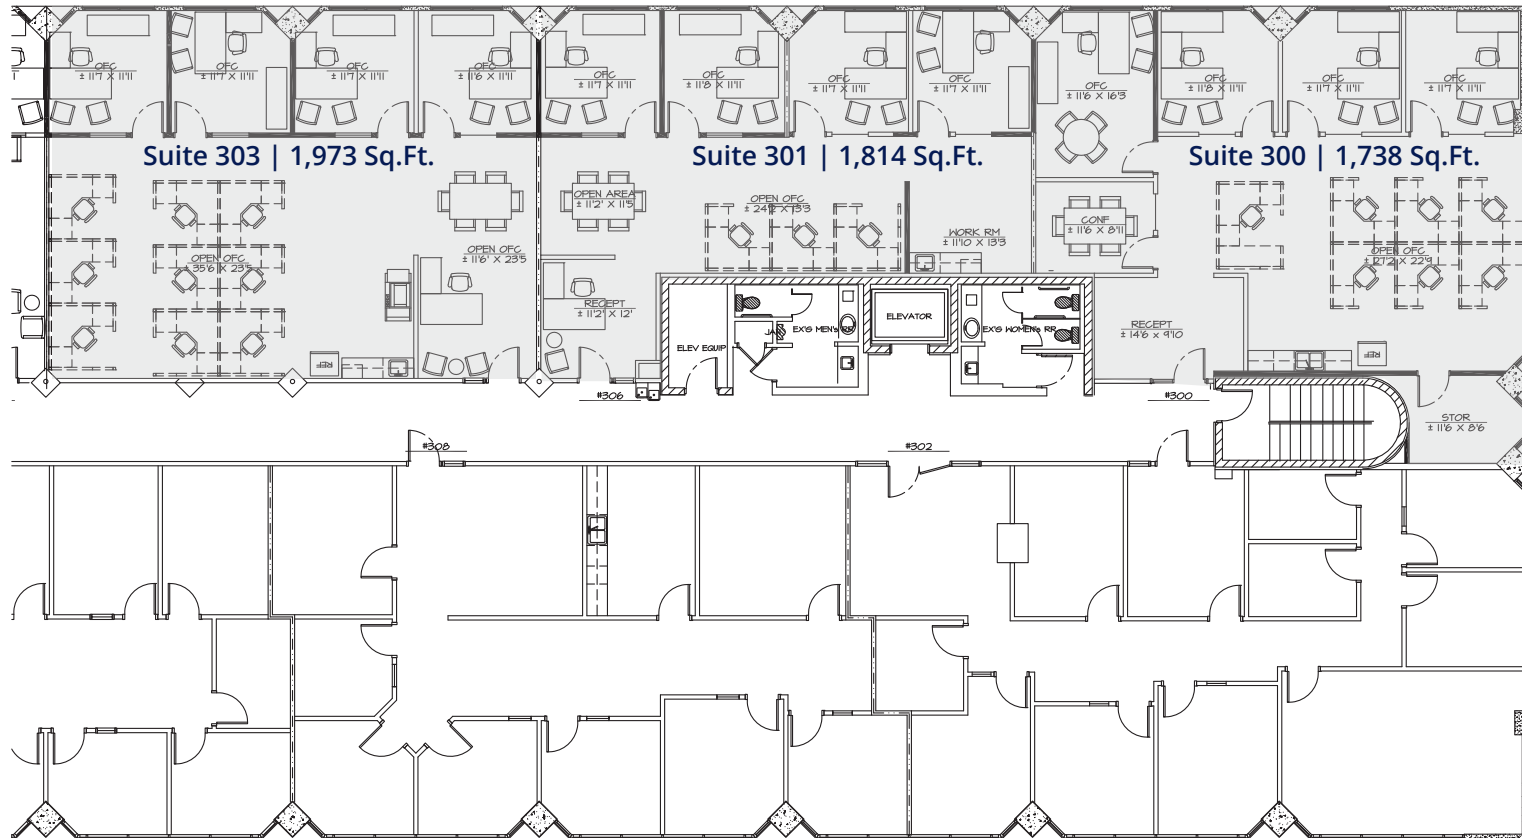 OFC
± 11'7 X 11'11
OFC
± 11'7 X 11'11
OFC
± 11'7 X 11'11
OFC
± 11'6 X 11'11
OFC
± 11'7 X 11'11
OFC
± 11'8 X 11'11
OFC
± 11'7 X 11'11
OFC
± 11'7 X 11'11
OFC
± 11'6 X 16'3
OFC
± 11'8 X 11'11
OFC
± 11'7 X 11'11
OFC
± 11'7 X 11'11
Suite 303 | 1,973 Sq.Ft.
Suite 301 | 1,814 Sq.Ft.
Suite 300 | 1,738 Sq.Ft.
OPEN AREA
± 11'2' X 11'5
OPEN OFC
WORK RM
± 11'10 X 13'3
CONF
± 11'6 X 8'11
OPEN OFC
± 35'6 X 23'5
OPEN OFC
± 11'6' X 23'5
OPEN OFC
± 27'2 X 22'9
RECEPT
± 11'2' X 12'
RECEPT
± 14'6 x 9'10
ELEV EQUIP
JAN
EX'G MEN'S RR
ELEVATOR
EX'G WOMEN'S RR
REF
REF
#306
#300
STOR
± 11'6 X 8'6
#308
#302